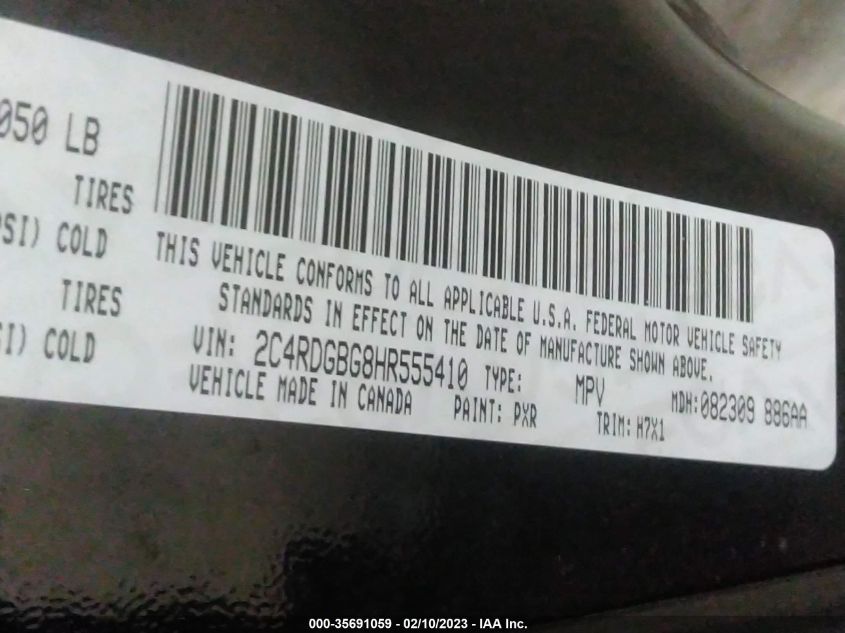 050 LB
TIRES
PSI) COLD
TIRES
SI) COLD
THIS VEHICLE CONFORMS TO ALL APPLICABLE U.S.A. FEDERAL MOTOR VEHICLE SAFETY
STANDARDS IN EFFECT ON THE DATE OF MANUFACTURE SHOWN ABOVE.
VIN: 2C4RDGBG8HR555410 TYPE: MPV MDH:082309 886AA
VEHICLE MADE IN CANADA PAINT: PXR TRIM: H7X1
000-35691059 - 02/10/2023 - IAA Inc.